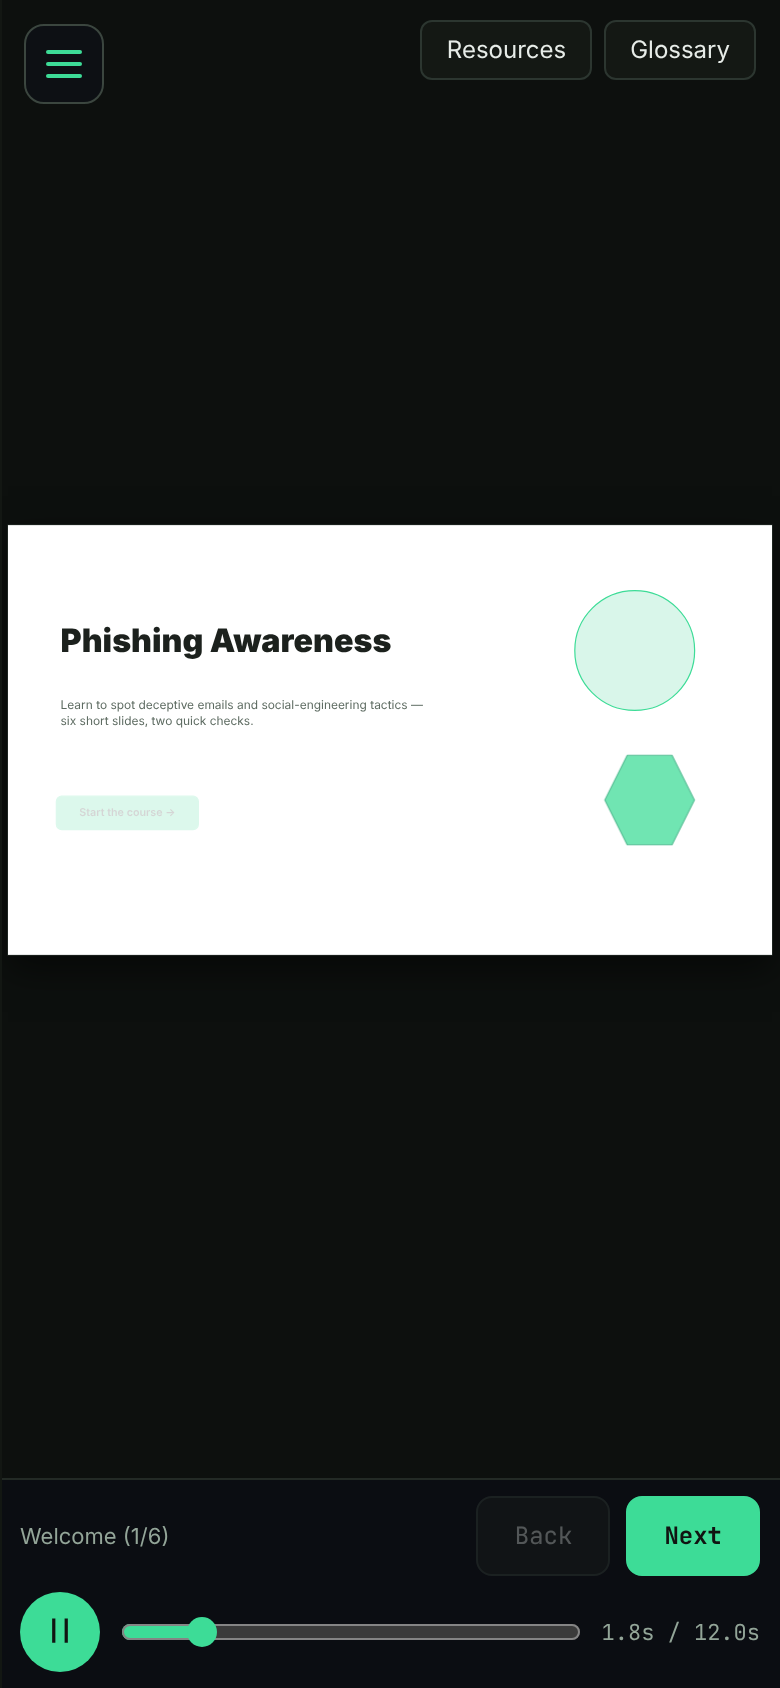 Resources
Glossary
Phishing Awareness
Learn to spot deceptive emails and social-engineering tactics —
six short slides, two quick checks.
Start the course →
Welcome (1/6)
Back
Next
1.8s / 12.0s